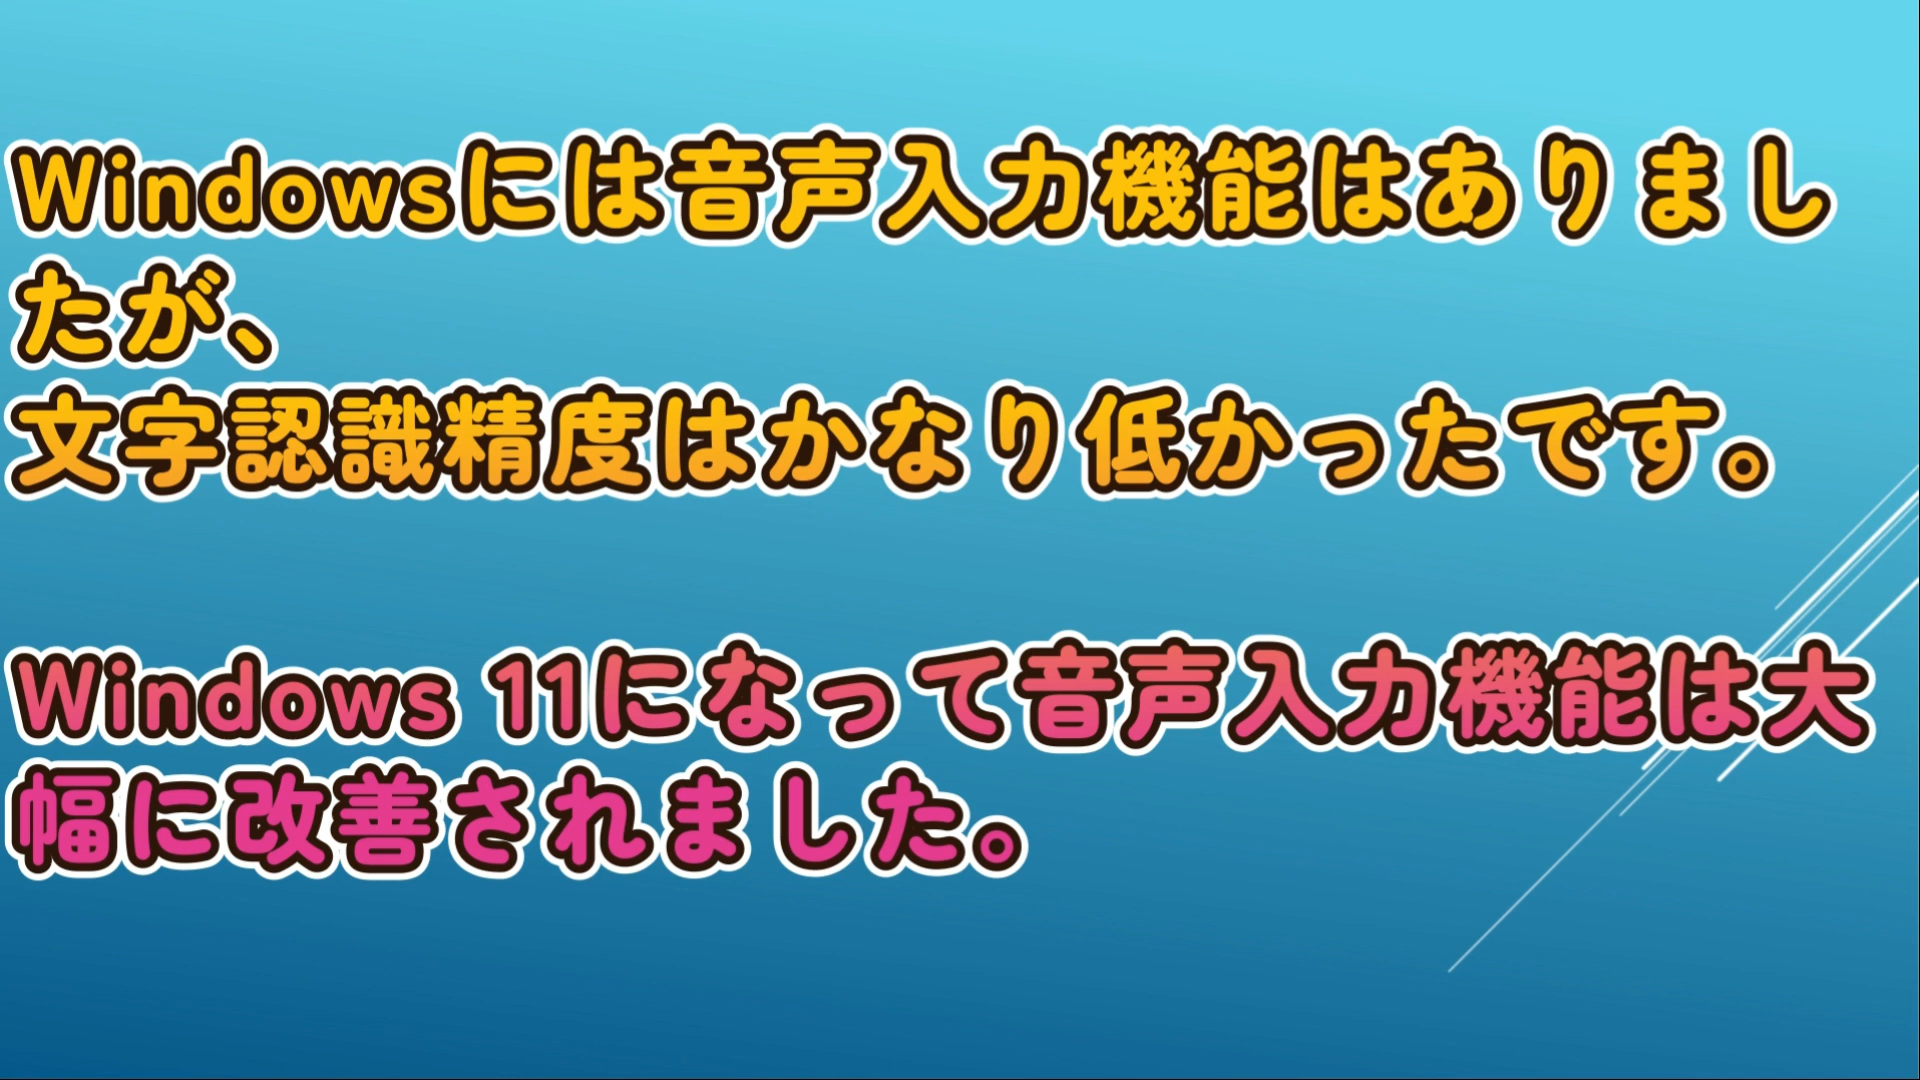 Windowsには音声入力機能はありまし
たが、
文字認識精度はかなり低かったです。
Windows 11になって音声入力機能は大
幅に改善されました。